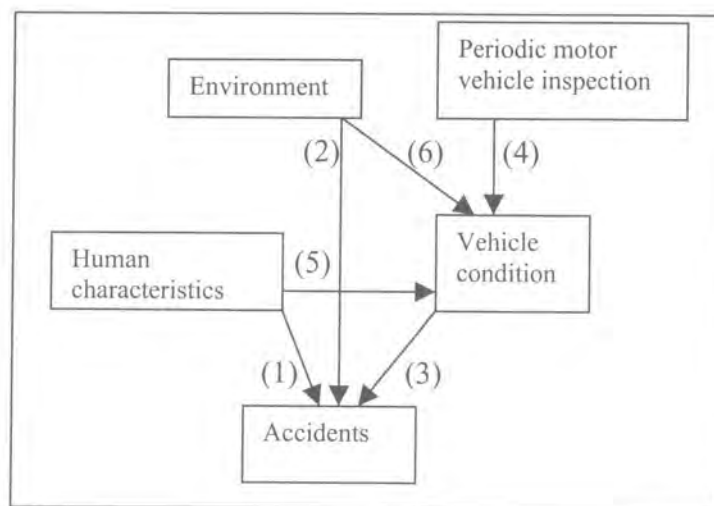 Periodic motor
vehicle inspection
Environment
(2)
(6)
(4)
Human
characteristics
(5)
Vehicle
condition
(1)
(3)
Accidents